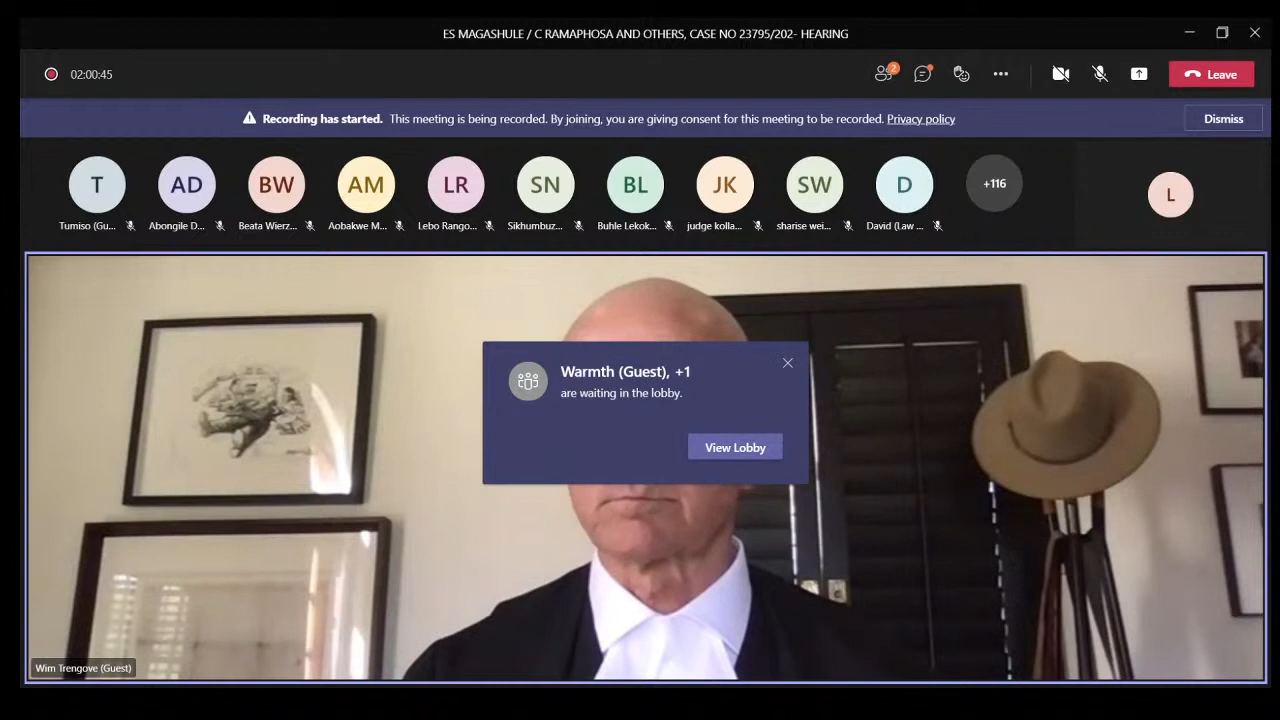 ES MAGASHULE / C RAMAPHOSA AND OTHERS, CASE NO 23795/202- HEARING
02:00:45
2
Leave
Recording has started. This meeting is being recorded. By joining, you are giving consent for this meeting to be recorded. Privacy policy
Dismiss
T AD BW AM LR SN BL JK SW D +116 L
Tumiso (Gu... Abongile D... Beata Wierz... Aobakwe M... Lebo Rango... Sikhumbuz... Buhle Lekok... judge kolla... sharise wei... David (Law ...
Warmth (Guest), +1
are waiting in the lobby.
View Lobby
Wim Trengove (Guest)